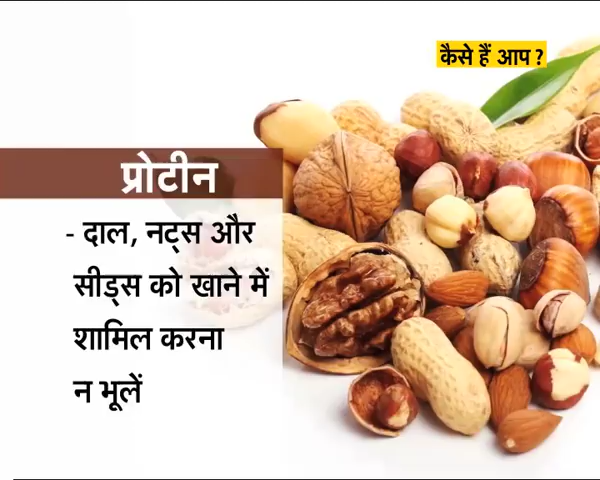 कैसे हैं आप ?
प्रोटीन
- दाल, नट्स और
सीड्स को खाने में
शामिल करना
न भूलें